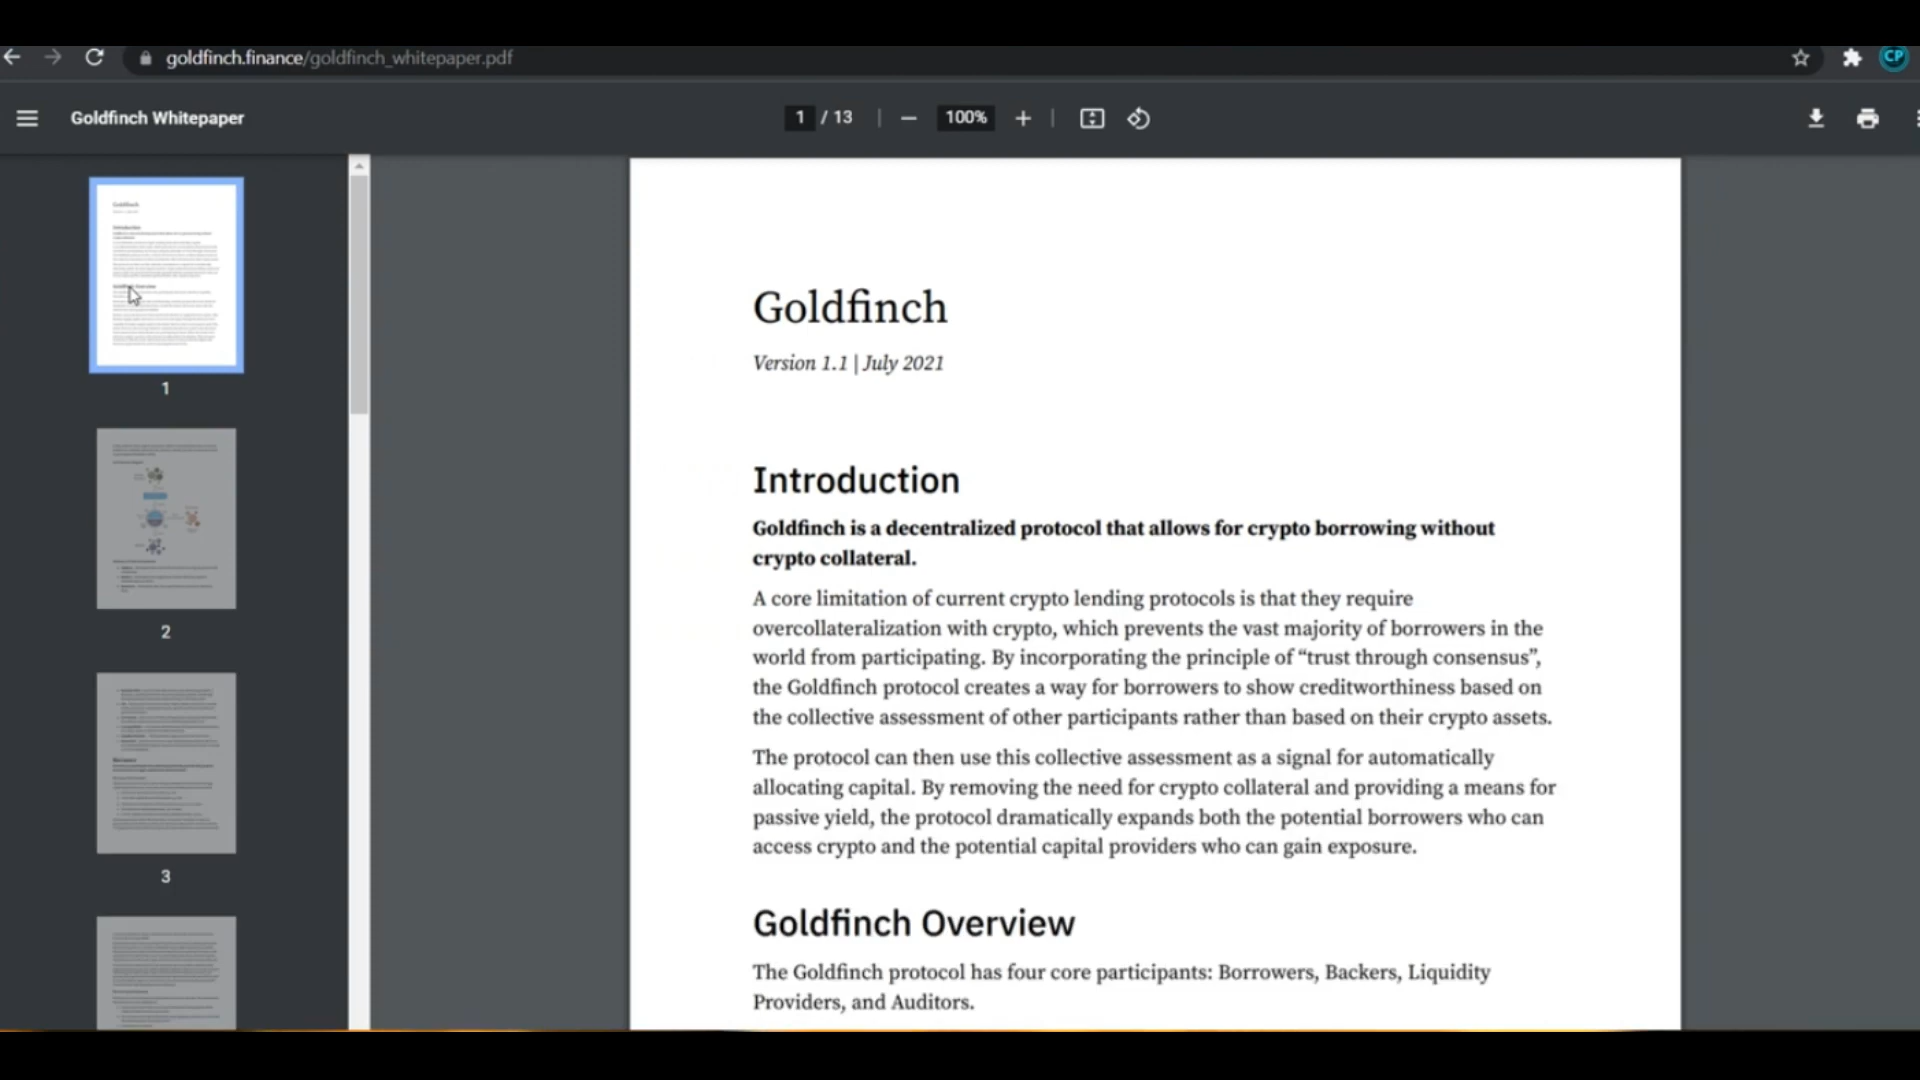 goldfinch.finance/goldfinch_whitepaper.pdf
CP
Goldfinch Whitepaper
1 / 13
100%
1
2
3
Goldfinch
Version 1.1 | July 2021
Introduction
Goldfinch is a decentralized protocol that allows for crypto borrowing without
crypto collateral.
A core limitation of current crypto lending protocols is that they require
overcollateralization with crypto, which prevents the vast majority of borrowers in the
world from participating. By incorporating the principle of “trust through consensus”,
the Goldfinch protocol creates a way for borrowers to show creditworthiness based on
the collective assessment of other participants rather than based on their crypto assets.
The protocol can then use this collective assessment as a signal for automatically
allocating capital. By removing the need for crypto collateral and providing a means for
passive yield, the protocol dramatically expands both the potential borrowers who can
access crypto and the potential capital providers who can gain exposure.
Goldfinch Overview
The Goldfinch protocol has four core participants: Borrowers, Backers, Liquidity
Providers, and Auditors.